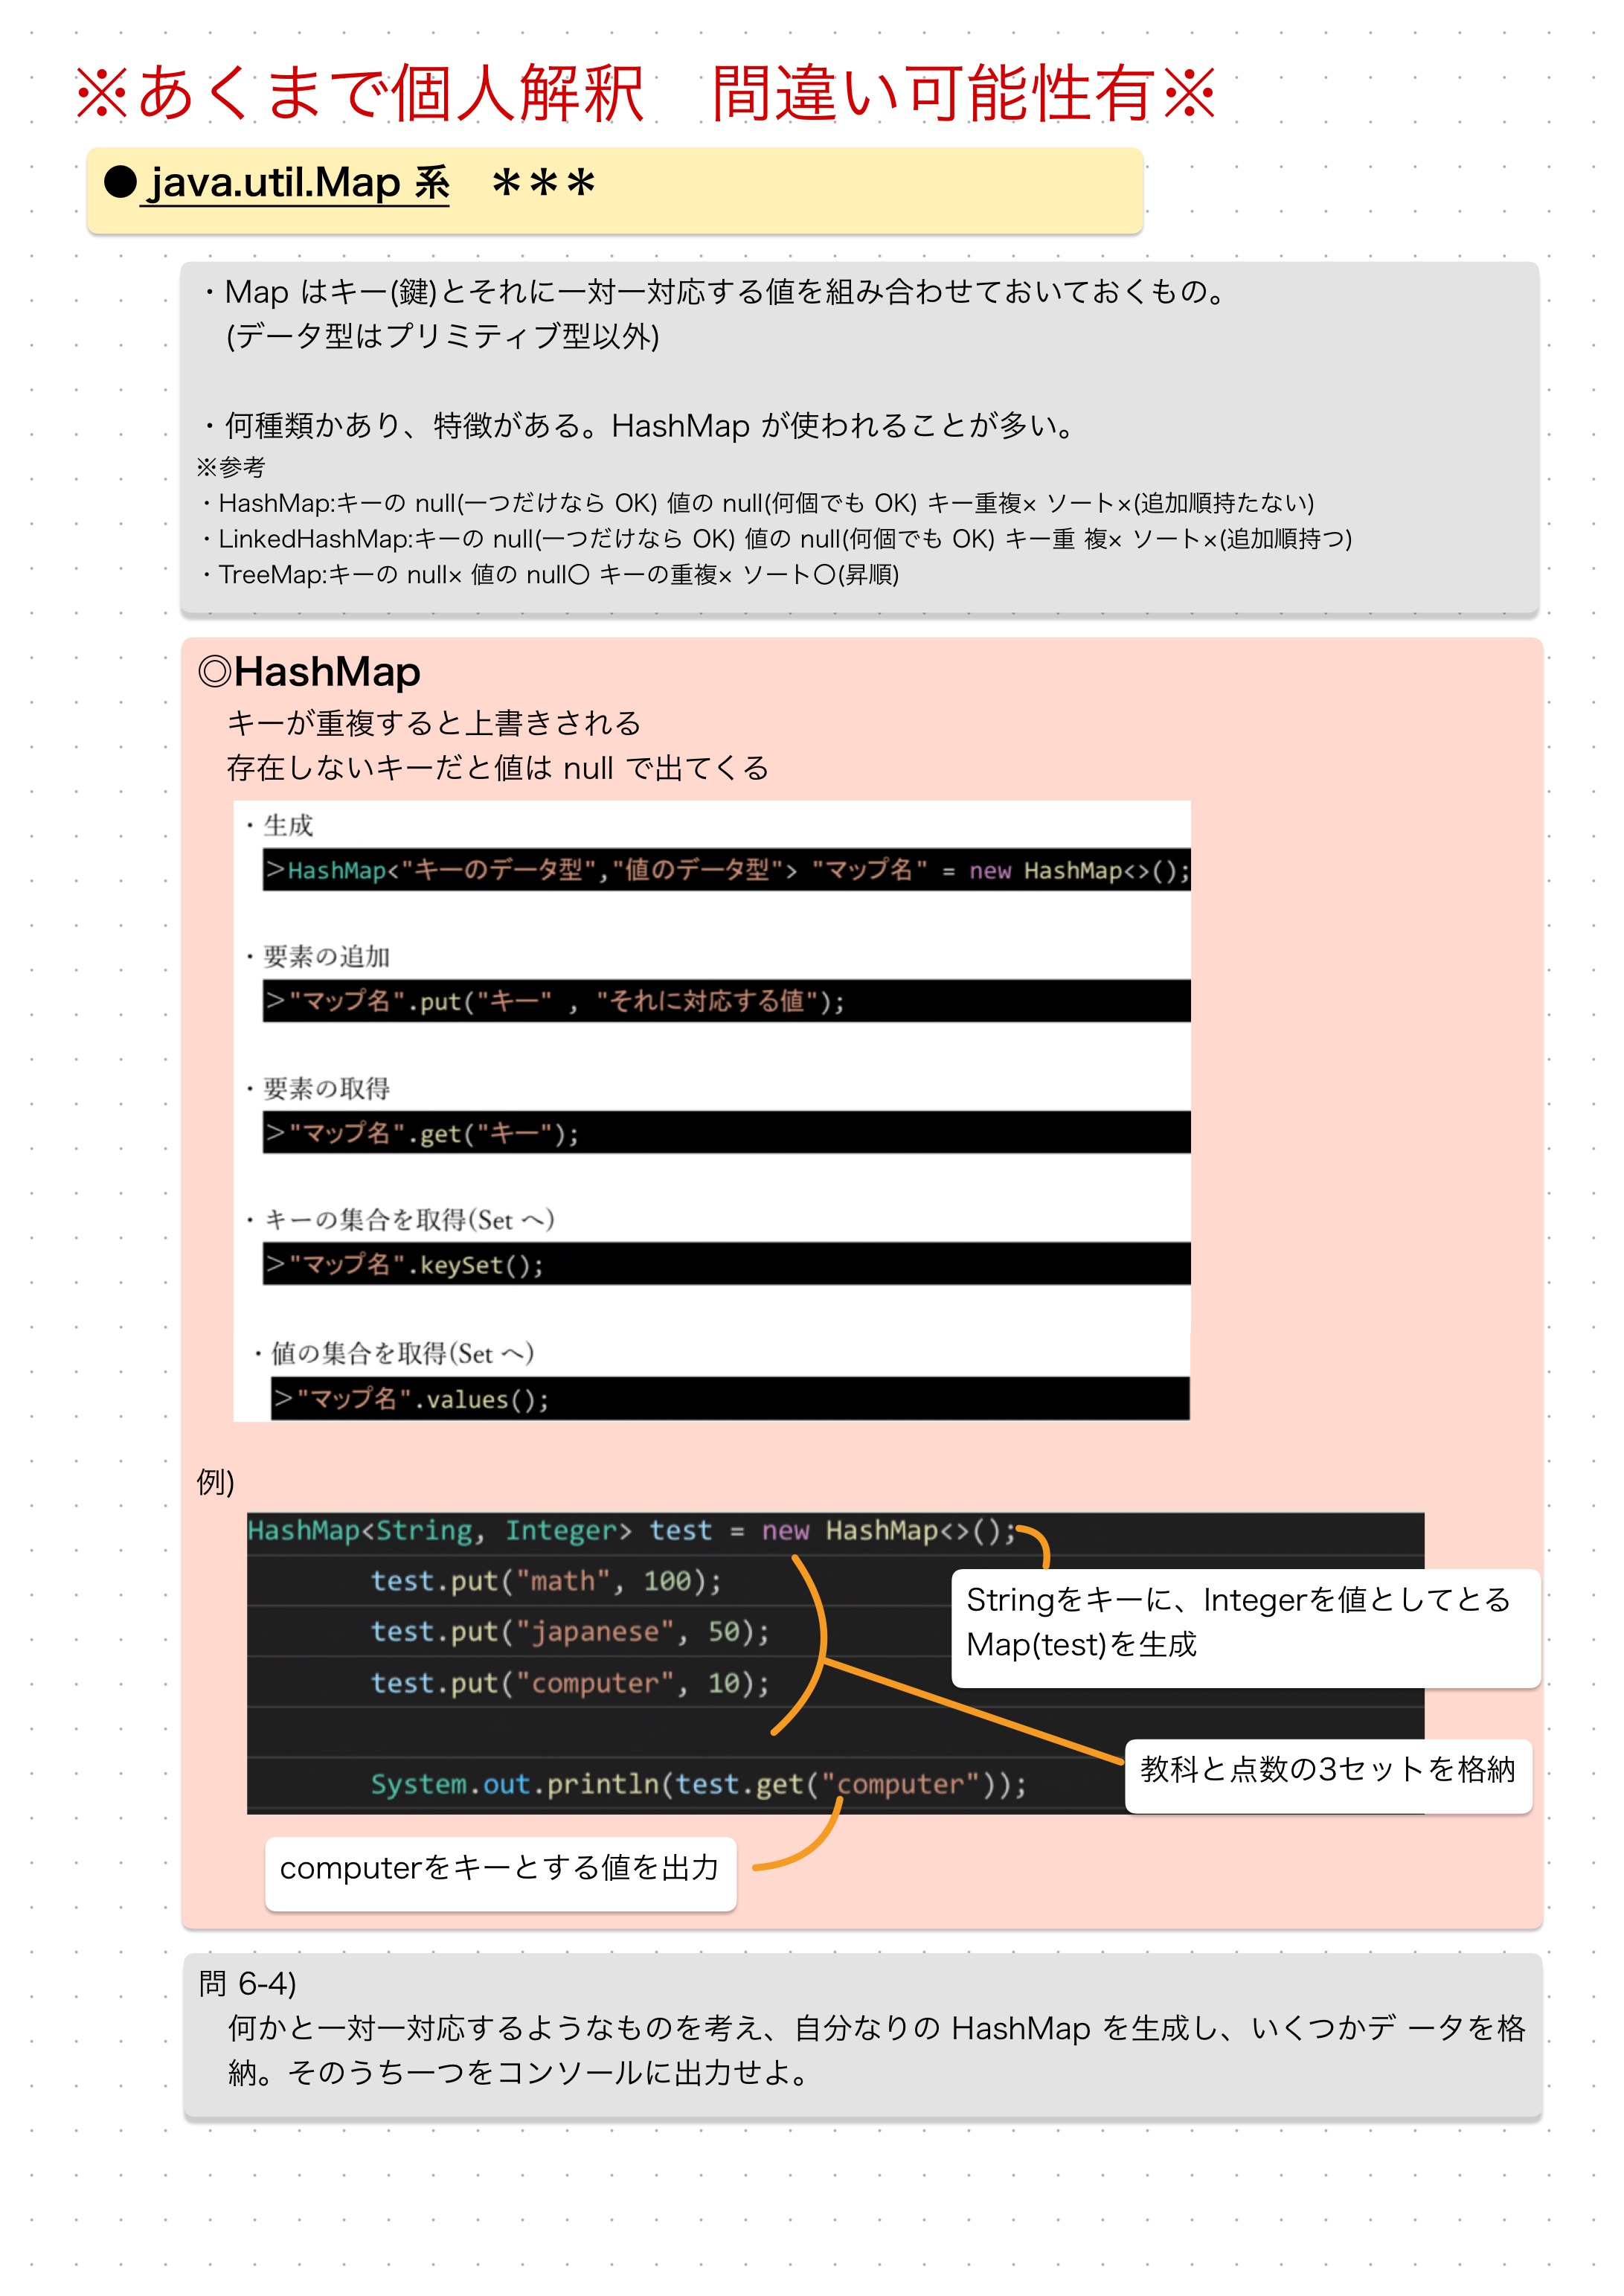 ※あくまで個人解釈　間違い可能性有※
● java.util.Map 系　＊＊＊
・Map はキー(鍵)とそれに一対一対応する値を組み合わせておいておくもの。
(データ型はプリミティブ型以外)
・何種類かあり、特徴がある。HashMap が使われることが多い。
※参考
・HashMap:キーの null(一つだけなら OK) 値の null(何個でも OK) キー重複× ソート×(追加順持たない)
・LinkedHashMap:キーの null(一つだけなら OK) 値の null(何個でも OK) キー重 複× ソート×(追加順持つ)
・TreeMap:キーの null× 値の null〇 キーの重複× ソート〇(昇順)
◎HashMap
キーが重複すると上書きされる
存在しないキーだと値は null で出てくる
・生成
＞HashMap<"キーのデータ型","値のデータ型"> "マップ名" = new HashMap<>();
・要素の追加
＞"マップ名".put("キー" , "それに対応する値");
・要素の取得
＞"マップ名".get("キー");
・キーの集合を取得(Set へ)
＞"マップ名".keySet();
・値の集合を取得(Set へ)
＞"マップ名".values();
例)
HashMap<String, Integer> test = new HashMap<>();
test.put("math", 100);
Stringをキーに、Integerを値としてとる
Map(test)を生成
test.put("japanese", 50);
test.put("computer", 10);
教科と点数の3セットを格納
System.out.println(test.get("computer"));
computerをキーとする値を出力
問 6-4)
何かと一対一対応するようなものを考え、自分なりの HashMap を生成し、いくつかデ ータを格
納。そのうち一つをコンソールに出力せよ。